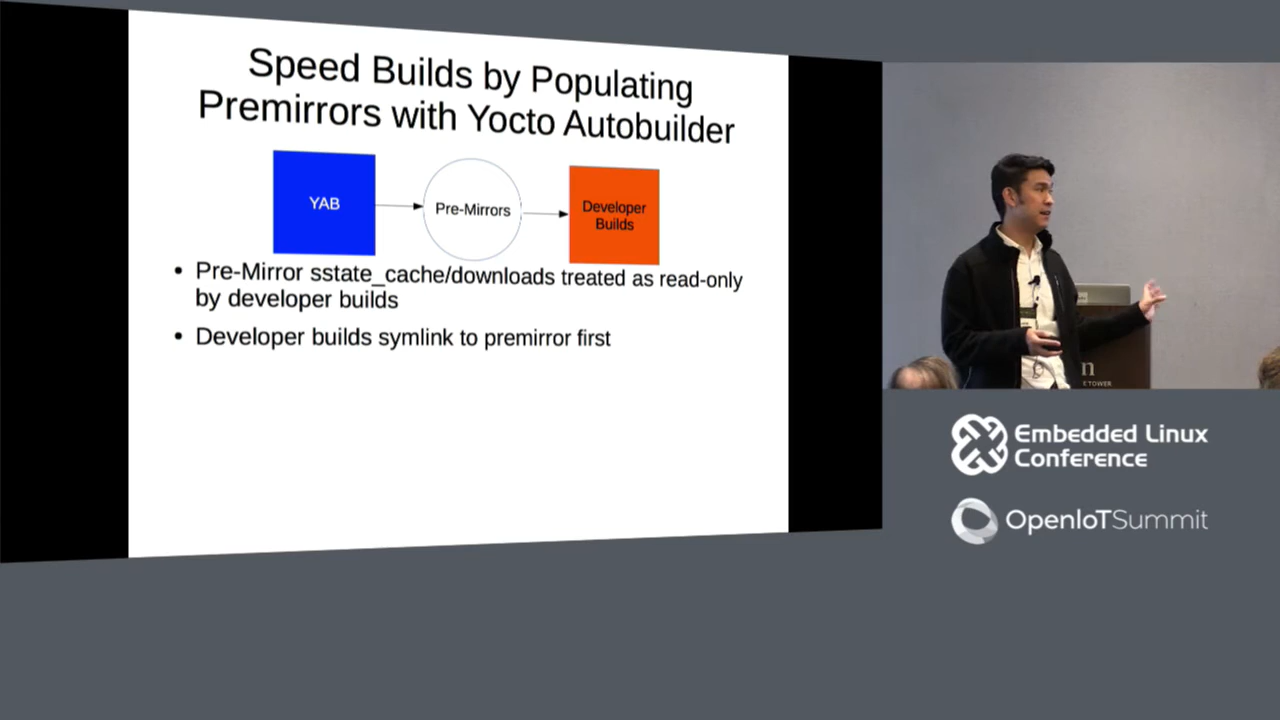 Speed Builds by Populating
Premirrors with Yocto Autobuilder
YAB
Pre-Mirrors
Developer
Builds
• Pre-Mirror sstate_cache/downloads treated as read-only
by developer builds
• Developer builds symlink to premirror first
n
E TOWER
Embedded Linux
Conference
OpenIoTSummit